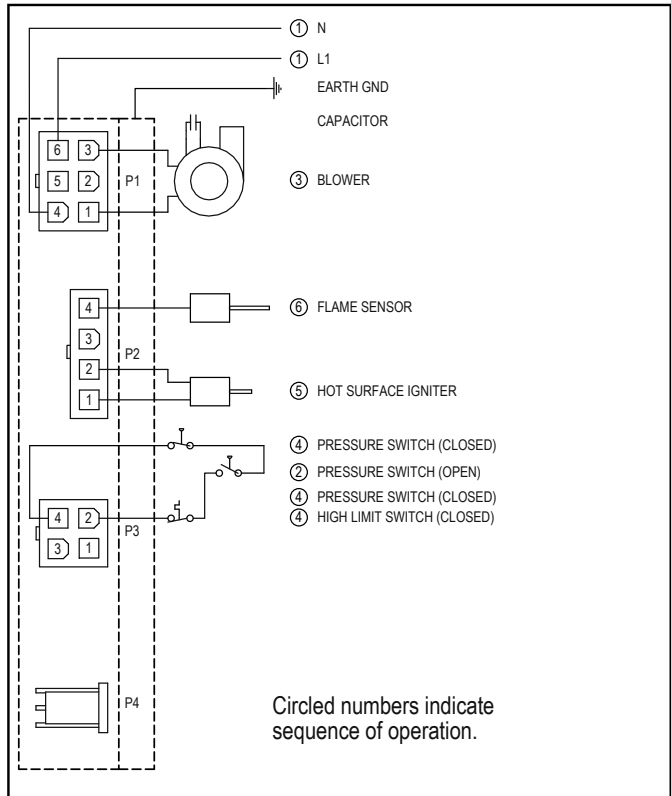 ① N
① L1
EARTH GND
CAPACITOR
6 3
5 2 P1
4 1
③ BLOWER
4
3
2
1
P2
⑥ FLAME SENSOR
⑤ HOT SURFACE IGNITER
④ PRESSURE SWITCH (CLOSED)
② PRESSURE SWITCH (OPEN)
④ PRESSURE SWITCH (CLOSED)
④ HIGH LIMIT SWITCH (CLOSED)
4 2
3 1
P3
P4
Circled numbers indicate
sequence of operation.